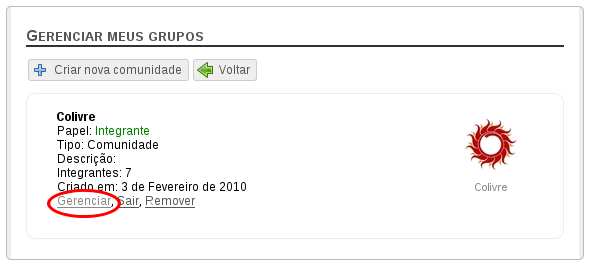 Gerenciar meus grupos
Criar nova comunidade
Voltar
Colivre
Papel: Integrante
Tipo: Comunidade
Descrição:
Integrantes: 7
Criado em: 3 de Fevereiro de 2010
Gerenciar, Sair, Remover
Colivre